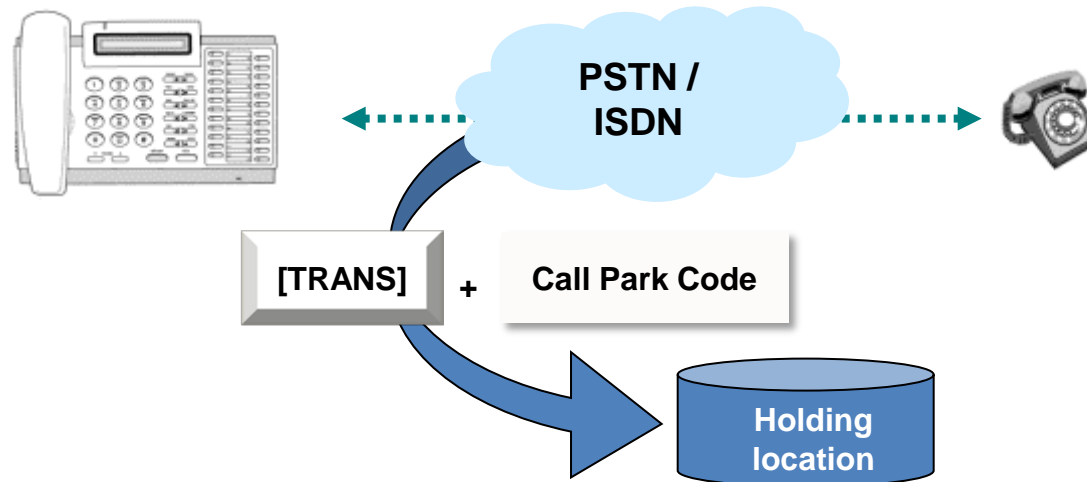 PSTN /
ISDN
[TRANS]
+
Call Park Code
Holding
location